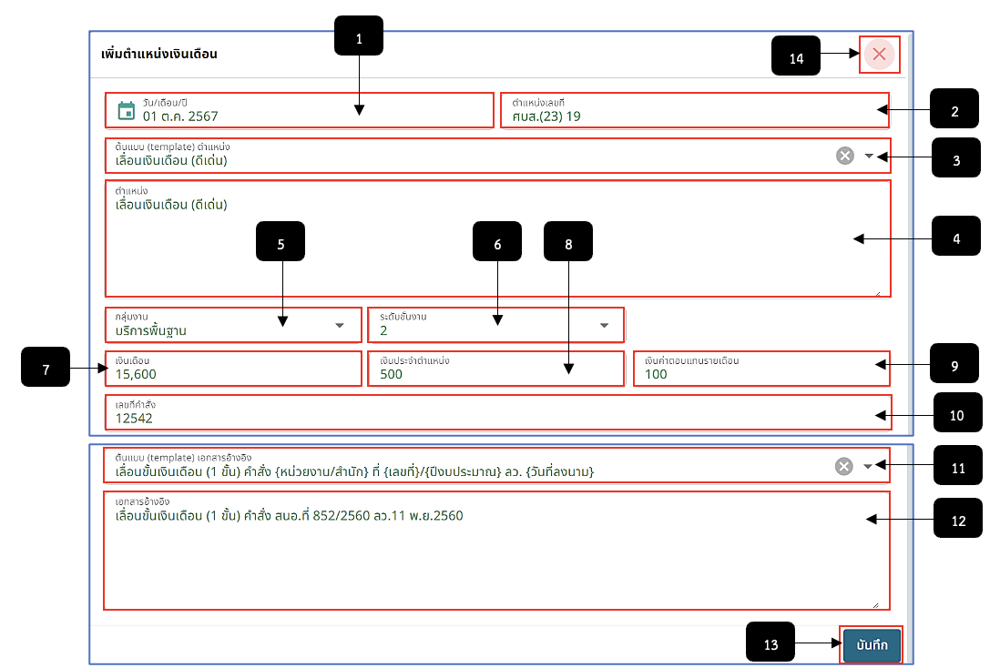 1
เพิ่มตำแหน่งเงินเดือน
14
วัน/เดือน/ปี
01 ต.ค. 2567
ตำแหน่งเลขที่
ศบส.(23) 19
2
ต้นแบบ (template) ตำแหน่ง
เลื่อนเงินเดือน (ดีเด่น)
3
ตำแหน่ง
เลื่อนเงินเดือน (ดีเด่น)
4
5
6
8
กลุ่มงาน
บริการพื้นฐาน
ระดับชั้นงาน
2
7
เงินเดือน
15,600
เงินประจำตำแหน่ง
500
เงินค่าตอบแทนรายเดือน
100
9
เลขที่คำสั่ง
12542
10
ต้นแบบ (template) เอกสารอ้างอิง
เลื่อนขั้นเงินเดือน (1 ขั้น) คำสั่ง {หน่วยงาน/สำนัก} ที่ {เลขที่}/{ปีงบประมาณ} ลว. {วันที่ลงนาม}
11
เอกสารอ้างอิง
เลื่อนขั้นเงินเดือน (1 ขั้น) คำสั่ง สนอ.ที่ 852/2560 ลว.11 พ.ย.2560
12
13
บันทึก